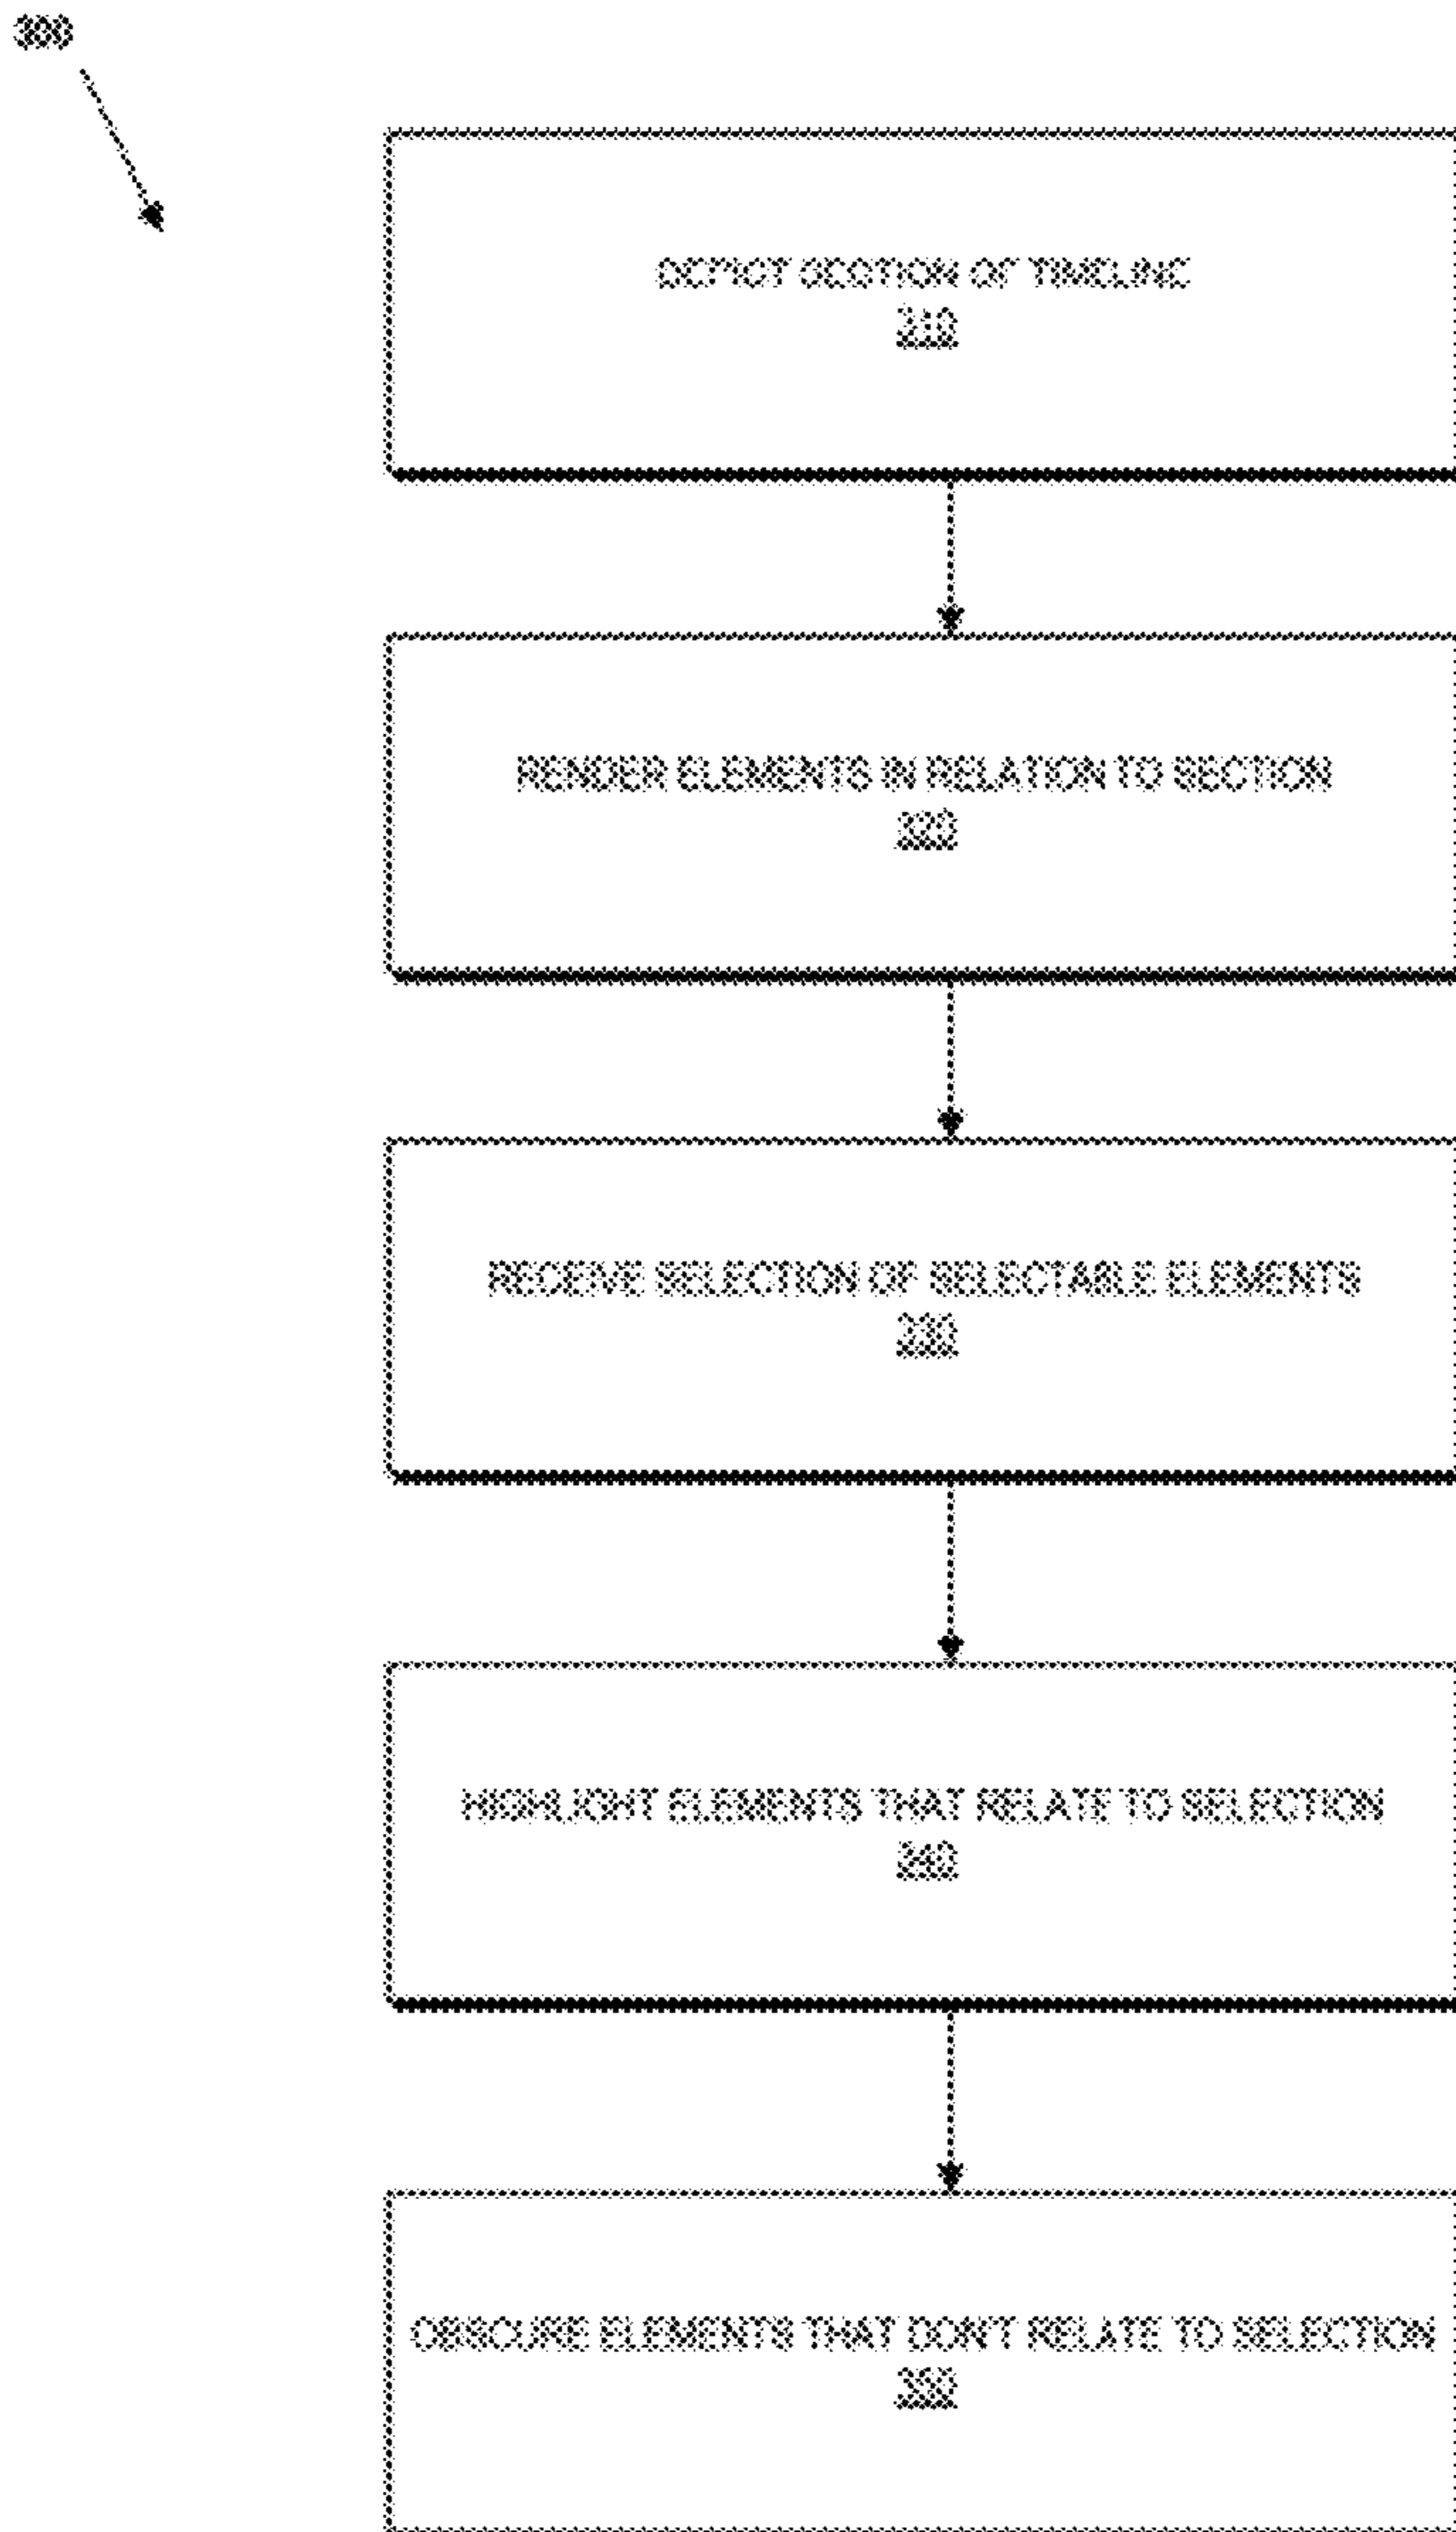 300
DEPICT SECTION OF TIMELINE
310
RENDER ELEMENTS IN RELATION TO SECTION
320
RECEIVE SELECTION OF SELECTABLE ELEMENTS
330
HIGHLIGHT ELEMENTS THAT RELATE TO SELECTION
340
OBSCURE ELEMENTS THAT DON'T RELATE TO SELECTION
350